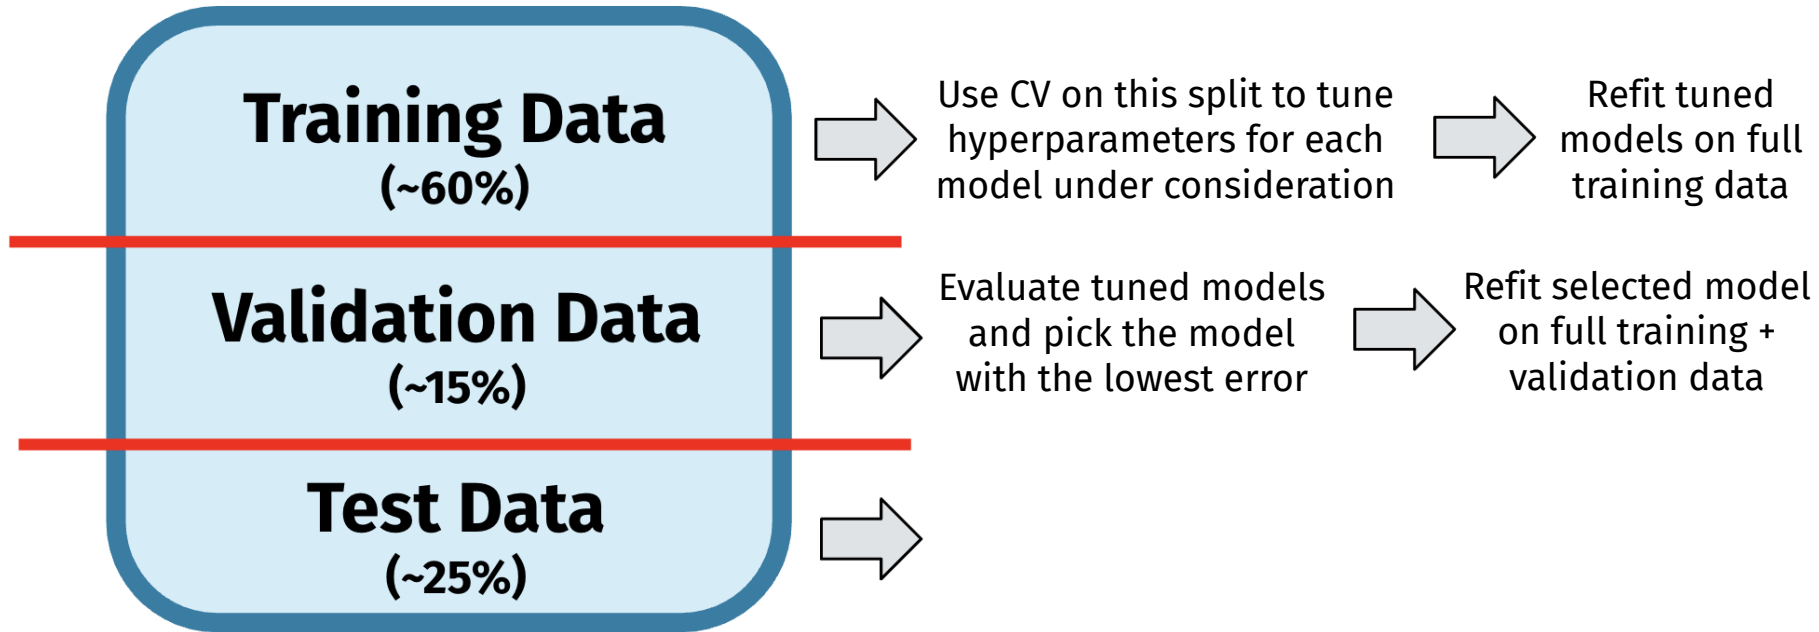 Training Data
(~60%)
Use CV on this split to tune
hyperparameters for each
model under consideration
Refit tuned
models on full
training data
Validation Data
(~15%)
Evaluate tuned models
and pick the model
with the lowest error
Refit selected model
on full training +
validation data
Test Data
(~25%)